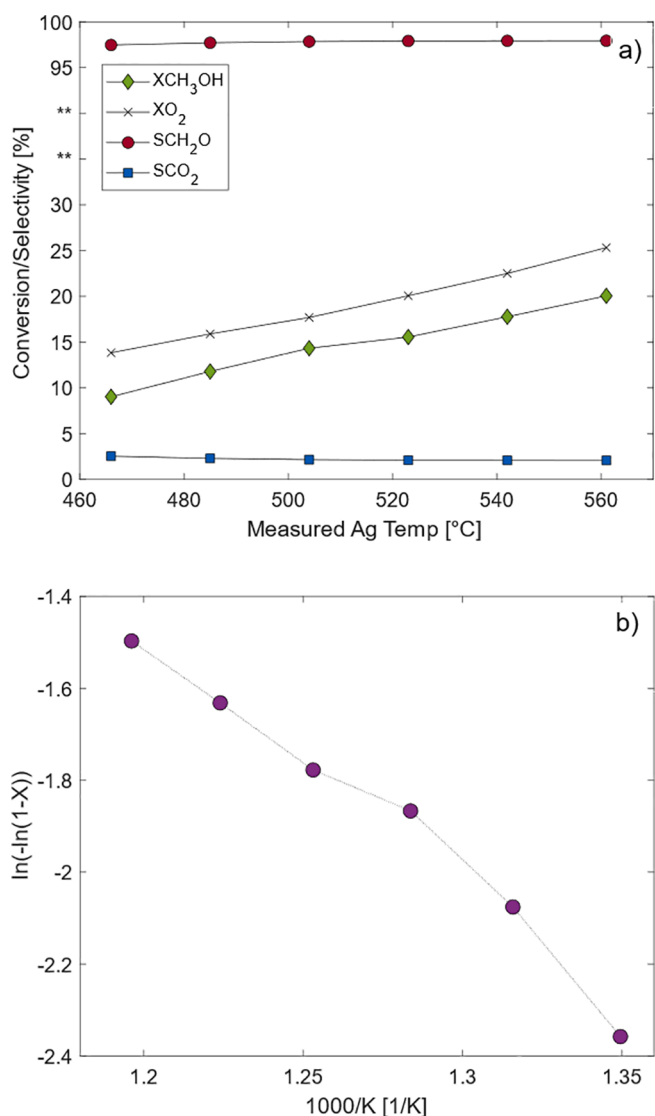 a)
100
95
**
**
30
25
20
15
10
5
0
Conversion/Selectivity [%]
XCH₃OH
XO₂
SCH₂O
SCO₂
460 480 500 520 540 560
Measured Ag Temp [°C]
b)
-1.4
-1.6
-1.8
-2
-2.2
-2.4
ln(-ln(1-X))
1.2 1.25 1.3 1.35
1000/K [1/K]